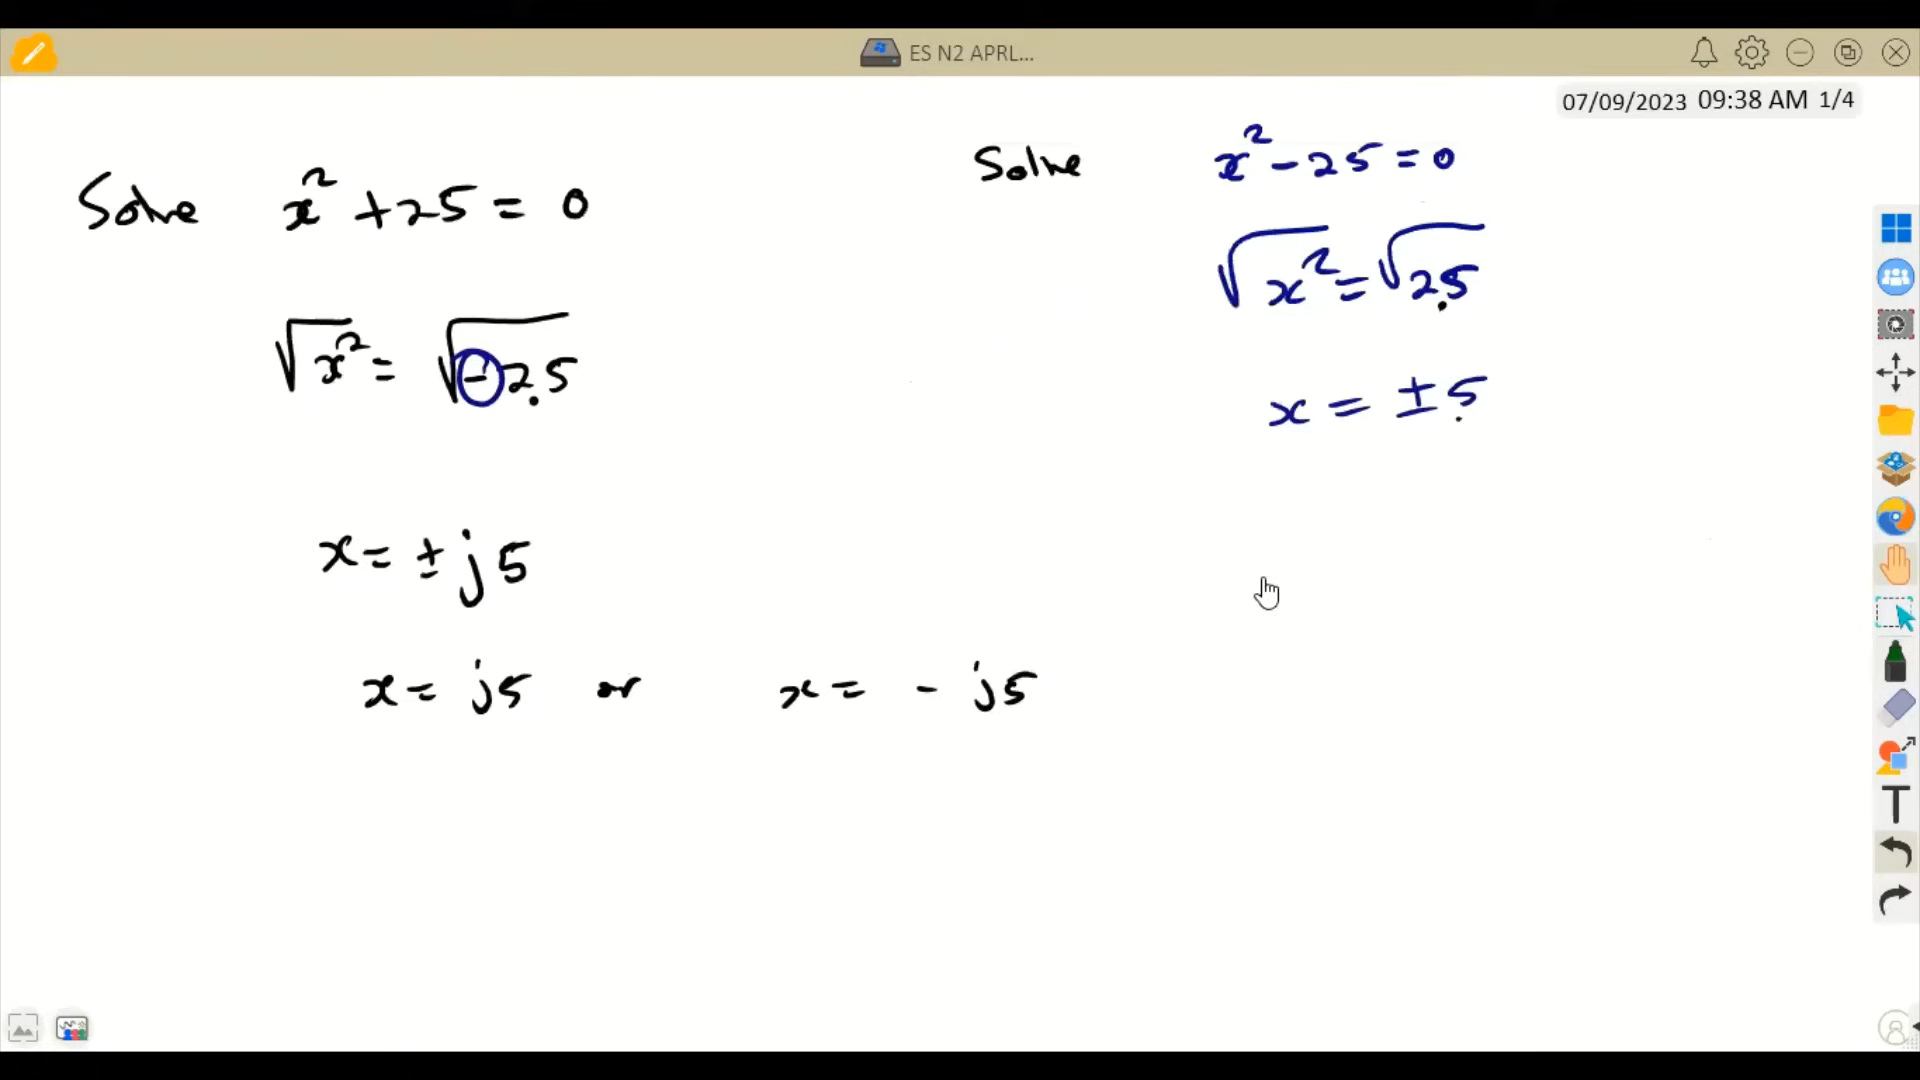 ES N2 APRL...
07/09/2023 09:38 AM 1/4
Solve x² + 25 = 0
√x² = √-25
x = ± j5
x = j5 or x = - j5
Solve x² - 25 = 0
√x² = √25
x = ± 5
T